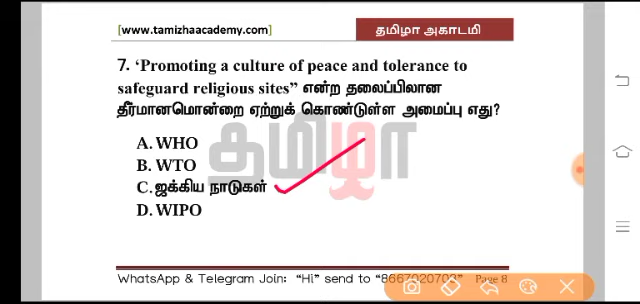 [www.tamizhaacademy.com] தமிழா அகாடமி
7. ‘Promoting a culture of peace and tolerance to
safeguard religious sites” என்ற தலைப்பிலான
தீர்மானமொன்றை ஏற்றுக் கொண்டுள்ள அமைப்பு எது?
தமிழா
A. WHO
B. WTO
C. ஐக்கிய நாடுகள்
D. WIPO
WhatsApp & Telegram Join: “Hi” send to “8667020703” Page 8